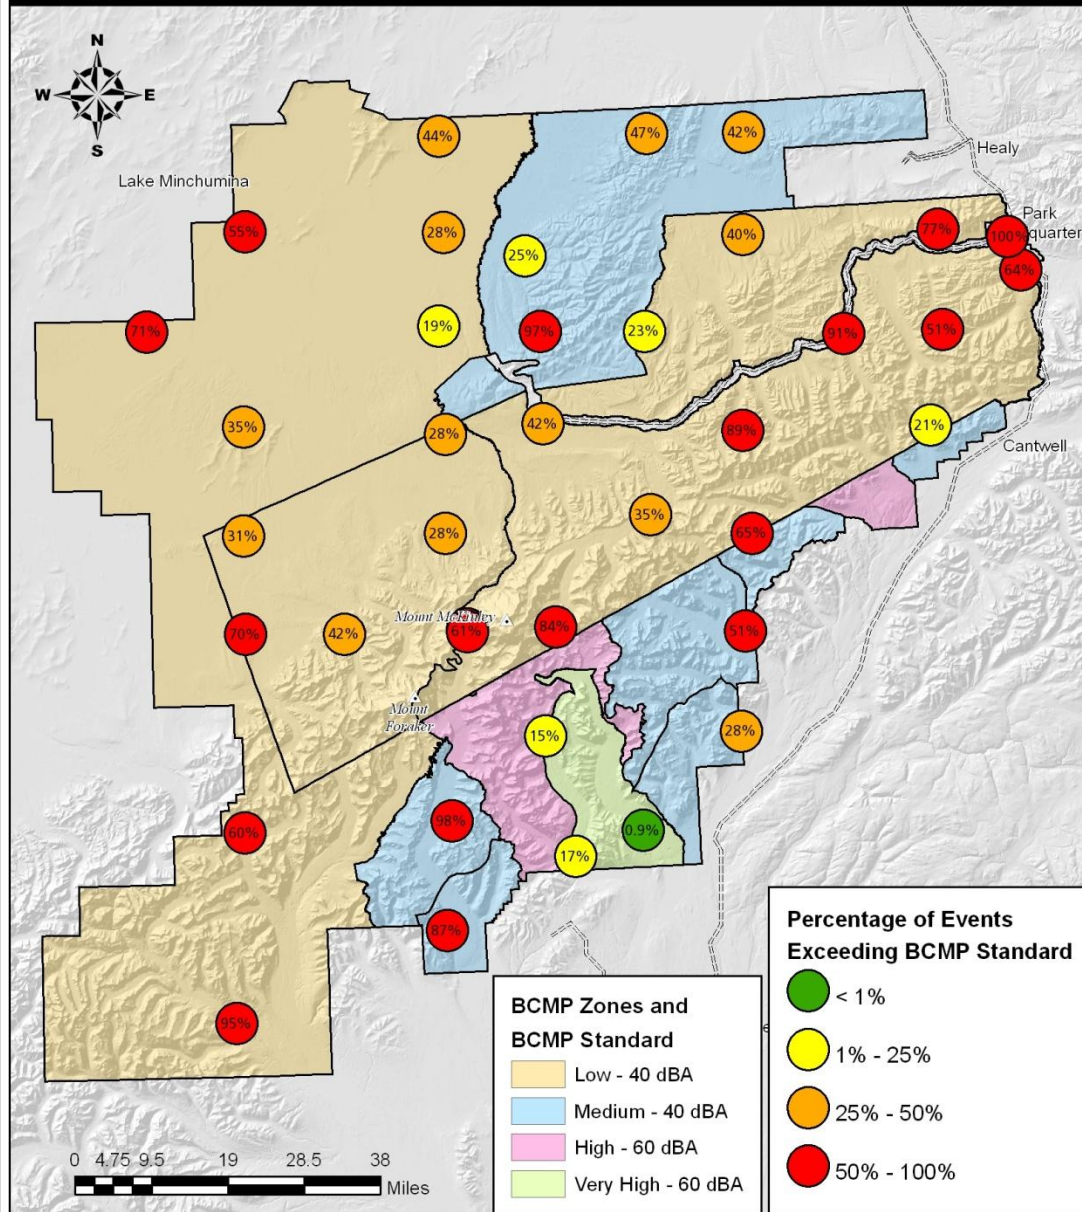 N
W E
S
44%
47%
42%
Healy
Lake Minchumina
55%
28%
25%
40%
77%
100%
Park
quarter
64%
71%
19%
97%
23%
91%
51%
35%
28%
42%
89%
21%
Cantwell
31%
28%
35%
65%
70%
42%
Mount McKinley
61%
84%
51%
Mount
Foraker
15%
28%
60%
98%
0.9%
17%
87%
95%
Percentage of Events
Exceeding BCMP Standard
< 1%
1% - 25%
25% - 50%
50% - 100%
BCMP Zones and
BCMP Standard
Low - 40 dBA
Medium - 40 dBA
High - 60 dBA
Very High - 60 dBA
0 4.75 9.5 19 28.5 38
Miles